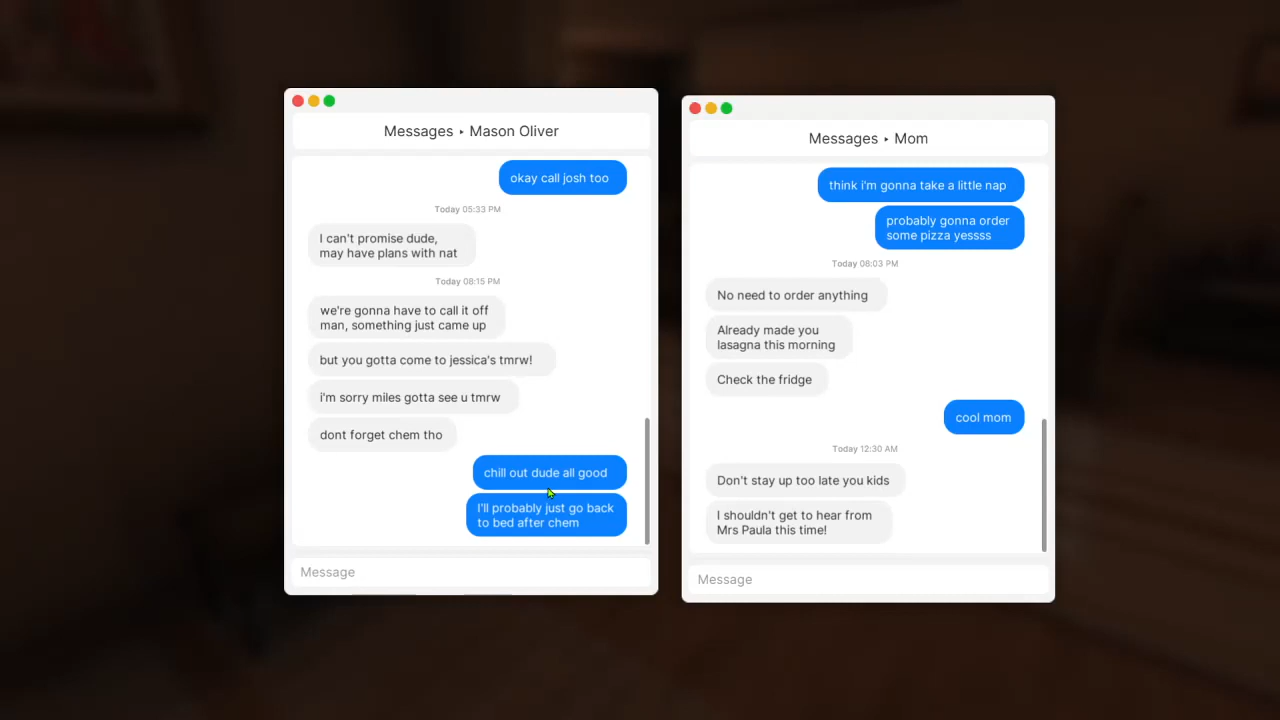 Messages ‣ Mason Oliver
okay call josh too
Today 05:33 PM
I can't promise dude,
may have plans with nat
Today 08:15 PM
we're gonna have to call it off
man, something just came up
but you gotta come to jessica's tmrw!
i'm sorry miles gotta see u tmrw
dont forget chem tho
chill out dude all good
I'll probably just go back
to bed after chem
Message
Messages ‣ Mom
think i'm gonna take a little nap
probably gonna order
some pizza yessss
Today 08:03 PM
No need to order anything
Already made you
lasagna this morning
Check the fridge
cool mom
Today 12:30 AM
Don't stay up too late you kids
I shouldn't get to hear from
Mrs Paula this time!
Message